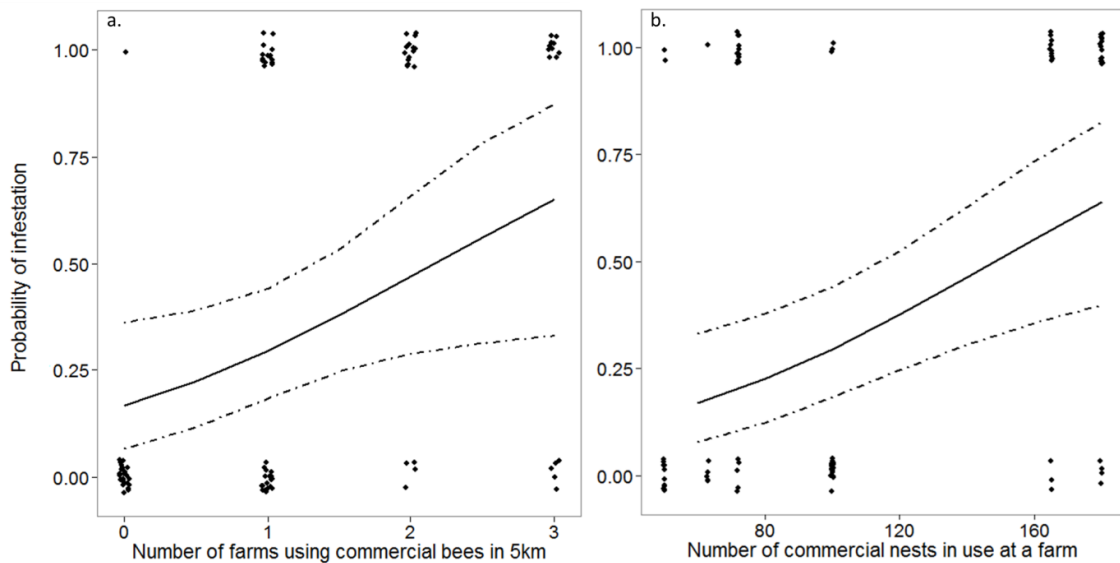 a.
Probability of infestation
1.00
0.75
0.50
0.25
0.00
0 1 2 3
Number of farms using commercial bees in 5km
b.
1.00
0.75
0.50
0.25
0.00
80 120 160
Number of commercial nests in use at a farm